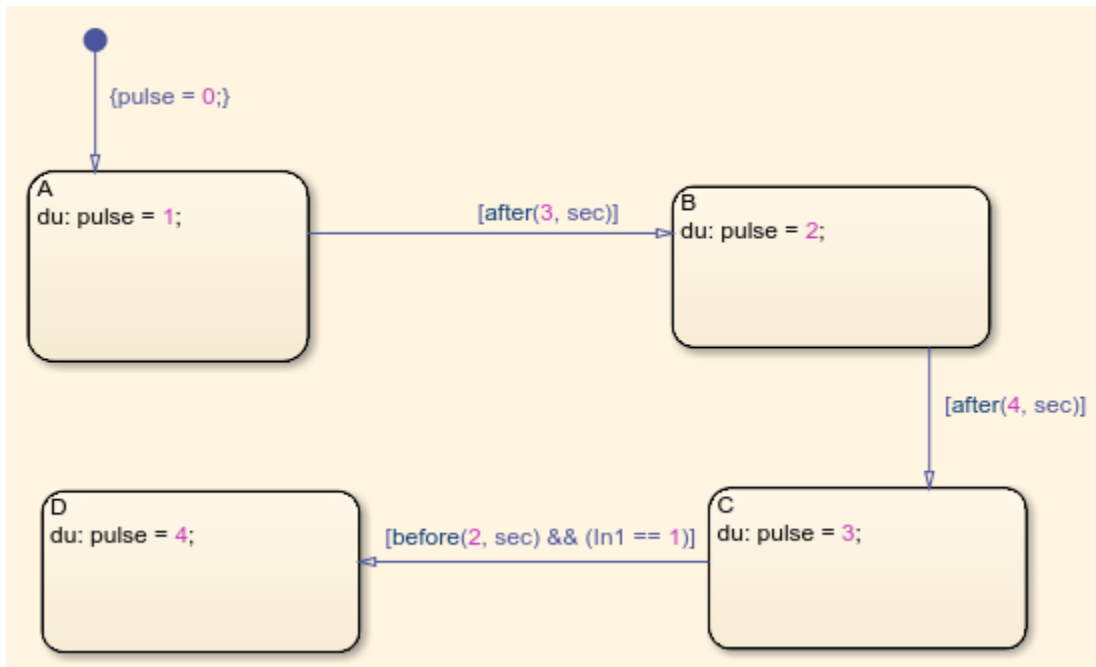 {pulse = 0;}
A
du: pulse = 1;
[after(3, sec)]
B
du: pulse = 2;
[after(4, sec)]
D
du: pulse = 4;
[before(2, sec) && (In1 == 1)]
C
du: pulse = 3;